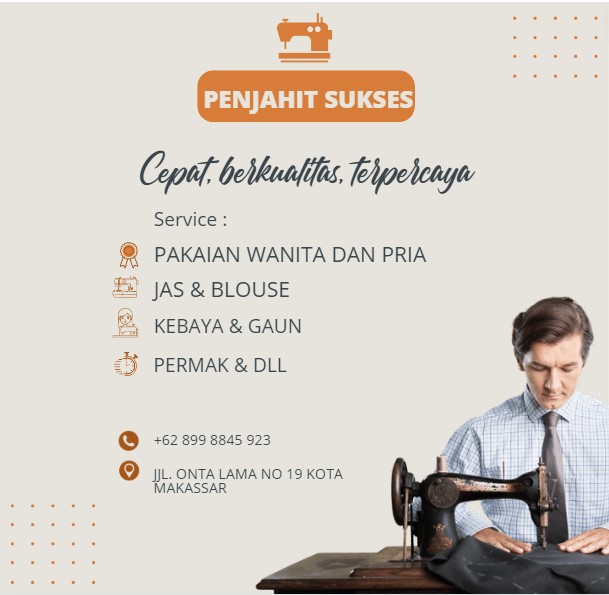 PENJAHIT SUKSES
Cepat, berkualitas, terpercaya
Service :
PAKAIAN WANITA DAN PRIA
JAS & BLOUSE
KEBAYA & GAUN
PERMAK & DLL
+62 899 8845 923
JJL. ONTA LAMA NO 19 KOTA
MAKASSAR